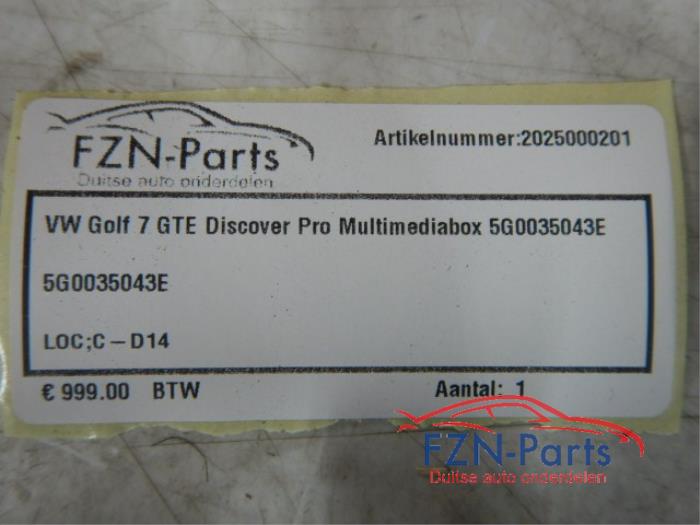 FZN-Parts
Duitse auto onderdelen
Artikelnummer:2025000201
VW Golf 7 GTE Discover Pro Multimediabox 5G0035043E
5G0035043E
LOC;C-D14
€ 999.00 BTW
Aantal: 1
FZN-Parts
Duitse auto onderdelen